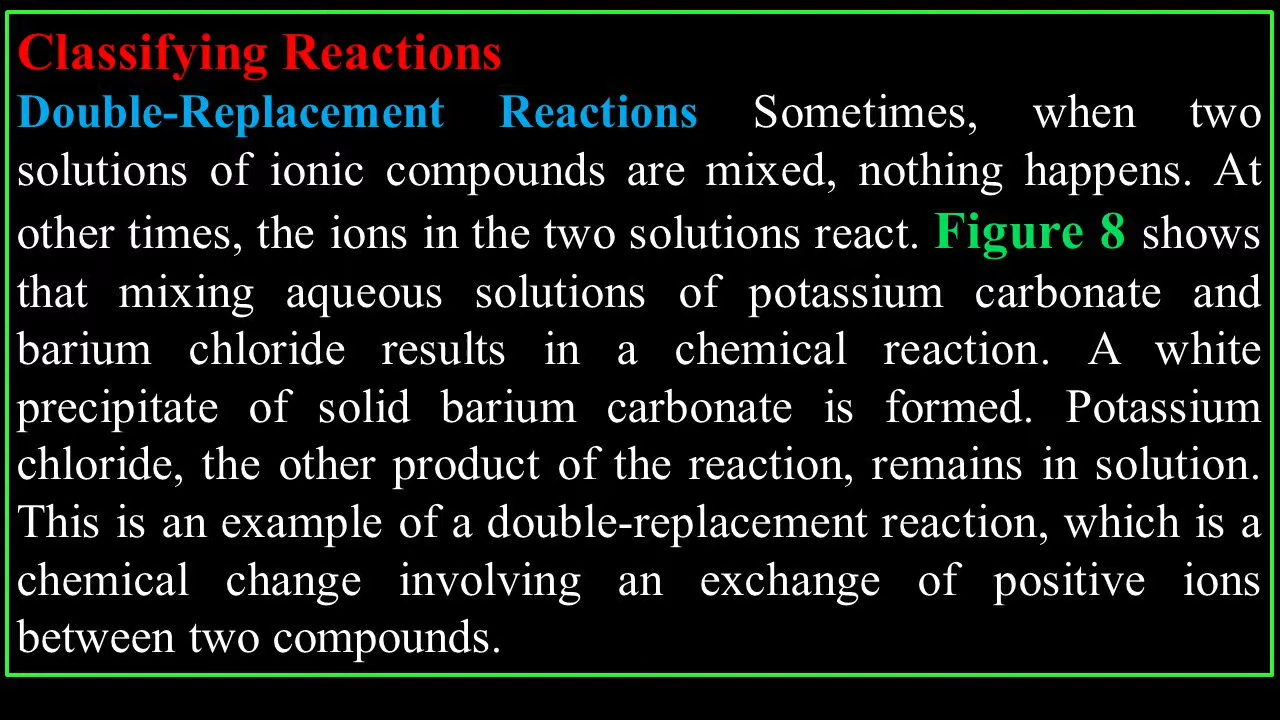 Classifying Reactions
Double-Replacement Reactions Sometimes, when two
solutions of ionic compounds are mixed, nothing happens. At
other times, the ions in the two solutions react. Figure 8 shows
that mixing aqueous solutions of potassium carbonate and
barium chloride results in a chemical reaction. A white
precipitate of solid barium carbonate is formed. Potassium
chloride, the other product of the reaction, remains in solution.
This is an example of a double-replacement reaction, which is a
chemical change involving an exchange of positive ions
between two compounds.